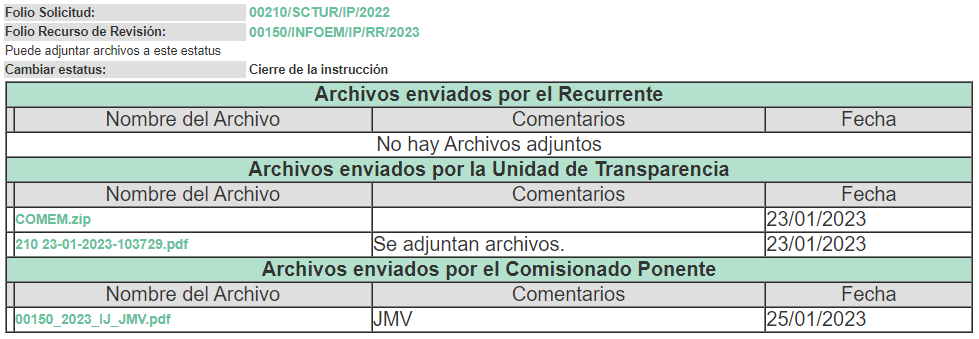 Folio Solicitud: 00210/SCTUR/IP/2022
Folio Recurso de Revisión: 00150/INFOEM/IP/RR/2023
Puede adjuntar archivos a este estatus
Cambiar estatus: Cierre de la instrucción
Archivos enviados por el Recurrente
Nombre del Archivo Comentarios Fecha
No hay Archivos adjuntos
Archivos enviados por la Unidad de Transparencia
Nombre del Archivo Comentarios Fecha
COMEM.zip 23/01/2023
210 23-01-2023-103729.pdf Se adjuntan archivos. 23/01/2023
Archivos enviados por el Comisionado Ponente
Nombre del Archivo Comentarios Fecha
00150_2023_IJ_JMV.pdf JMV 25/01/2023